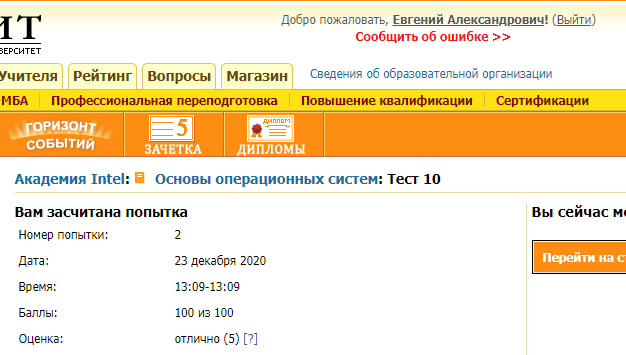 ИТ
Добро пожаловать, Евгений Александрович! (Выйти)
Сообщить об ошибке >>
Учителя Рейтинг Вопросы Магазин Сведения об образовательной организации
МБА Профессиональная переподготовка Повышение квалификации Сертификации
ГОРИЗОНТ СОБЫТИЙ
5 ЗАЧЕТКА
ДИПЛОМ ДИПЛОМЫ
Академия Intel: Основы операционных систем: Тест 10
Вам засчитана попытка
Номер попытки: 2
Дата: 23 декабря 2020
Время: 13:09-13:09
Баллы: 100 из 100
Оценка: отлично (5) [?]
Вы сейчас
Перейти на